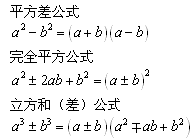 平方差公式
a² − b² = (a + b)(a − b)
完全平方公式
a² ± 2ab + b² = (a ± b)²
立方和（差）公式
a³ ± b³ = (a ± b)(a² ∓ ab + b²)